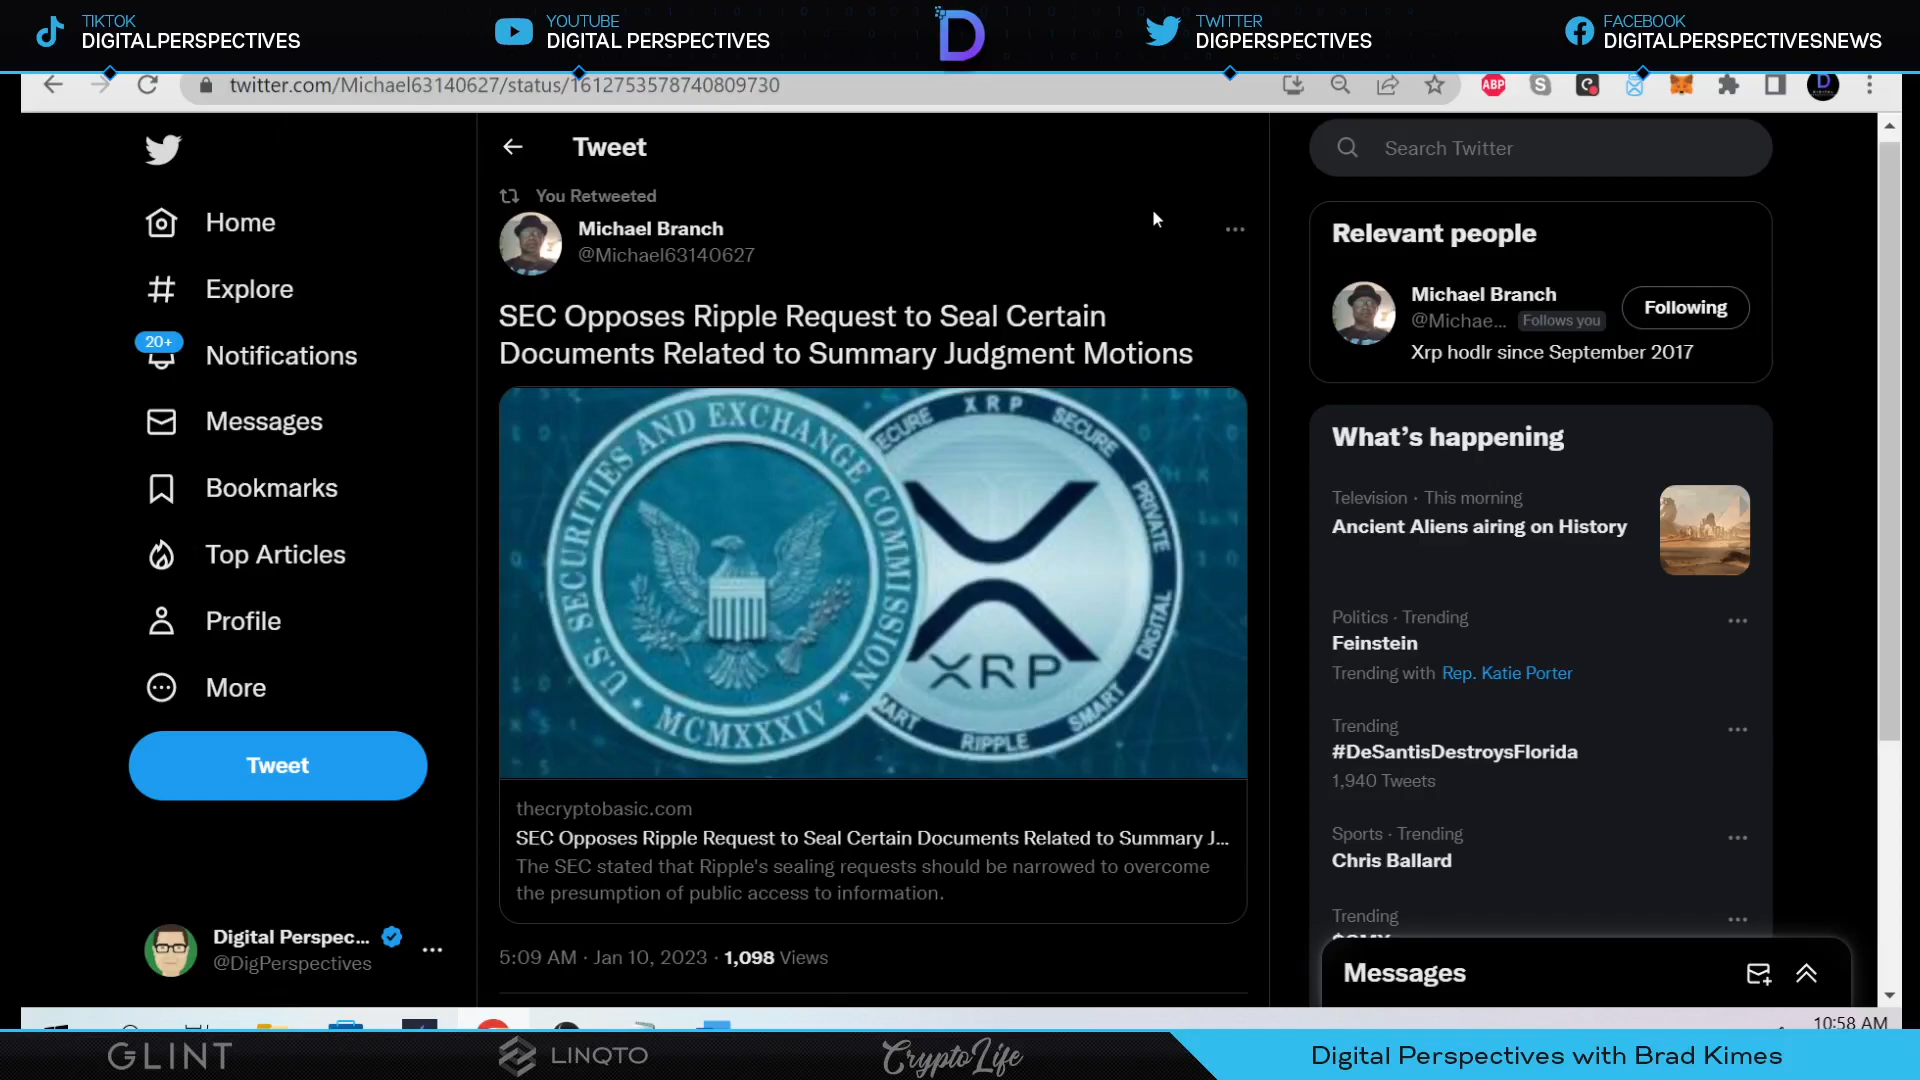 TIKTOK
DIGITALPERSPECTIVES
YOUTUBE
DIGITAL PERSPECTIVES
D
TWITTER
DIGPERSPECTIVES
FACEBOOK
DIGITALPERSPECTIVESNEWS
twitter.com/Michael63140627/status/1612753578740809730
ABP
Home
Explore
20+
Notifications
Messages
Bookmarks
Top Articles
Profile
More
Tweet
Digital Perspec...
@DigPerspectives
Tweet
You Retweeted
Michael Branch
@Michael63140627
SEC Opposes Ripple Request to Seal Certain
Documents Related to Summary Judgment Motions
U.S. SECURITIES AND EXCHANGE COMMISSION
MCMXXXIV
XRP SECURE
PRIVATE
DIGITAL
SMART
RIPPLE
XRP
thecryptobasic.com
SEC Opposes Ripple Request to Seal Certain Documents Related to Summary J...
The SEC stated that Ripple's sealing requests should be narrowed to overcome
the presumption of public access to information.
5:09 AM · Jan 10, 2023 · 1,098 Views
Search Twitter
Relevant people
Michael Branch
@Michae... Follows you
Following
Xrp hodlr since September 2017
What's happening
Television · This morning
Ancient Aliens airing on History
Politics · Trending
Feinstein
Trending with Rep. Katie Porter
Trending
#DeSantisDestroysFlorida
1,940 Tweets
Sports · Trending
Chris Ballard
Trending
Messages
10:58 AM
GLINT
LINQTO
CryptoLife
Digital Perspectives with Brad Kimes